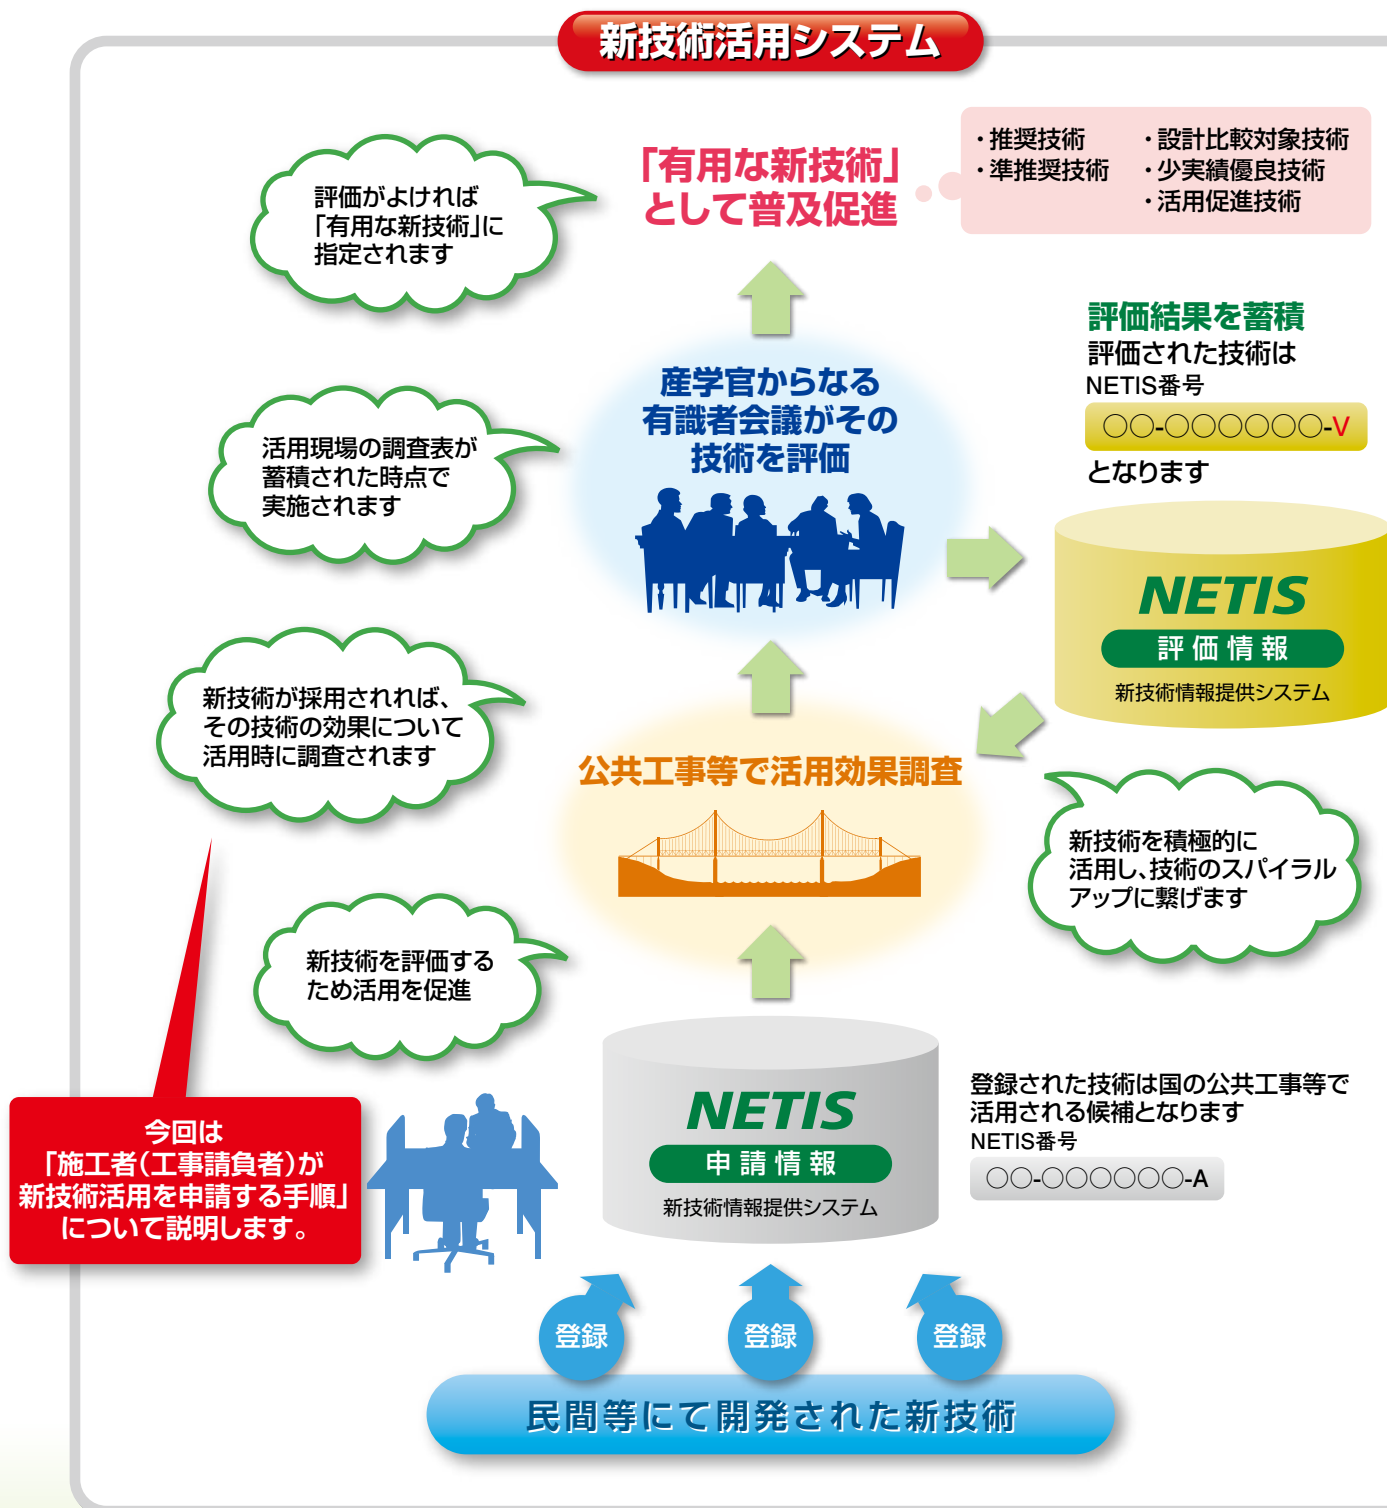 新技術活用システム
評価がよければ
「有用な新技術」に
指定されます
「有用な新技術」
として普及促進
・推奨技術
・準推奨技術
・設計比較対象技術
・少実績優良技術
・活用促進技術
評価結果を蓄積
評価された技術は
NETIS番号
○○-○○○○○○-V
となります
産学官からなる
有識者会議がその
技術を評価
活用現場の調査表が
蓄積された時点で
実施されます
NETIS
評価情報
新技術情報提供システム
新技術が採用されれば、
その技術の効果について
活用時に調査されます
公共工事等で活用効果調査
新技術を積極的に
活用し、技術のスパイラル
アップに繋げます
新技術を評価する
ため活用を促進
今回は
「施工者(工事請負者)が
新技術活用を申請する手順」
について説明します。
NETIS
申請情報
新技術情報提供システム
登録された技術は国の公共工事等で
活用される候補となります
NETIS番号
○○-○○○○○○-A
登録
登録
登録
民間等にて開発された新技術